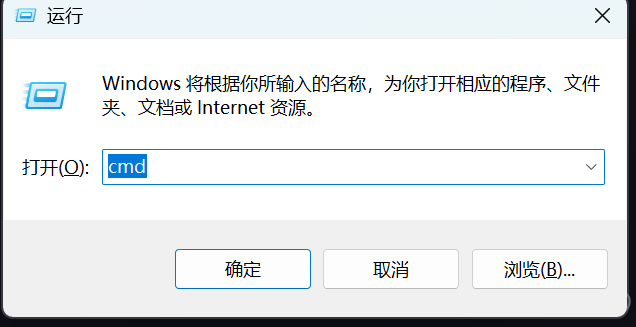 运行
Windows 将根据你所输入的名称，为你打开相应的程序、文件
夹、文档或 Internet 资源。
打开(O): cmd
确定 取消 浏览(B)...